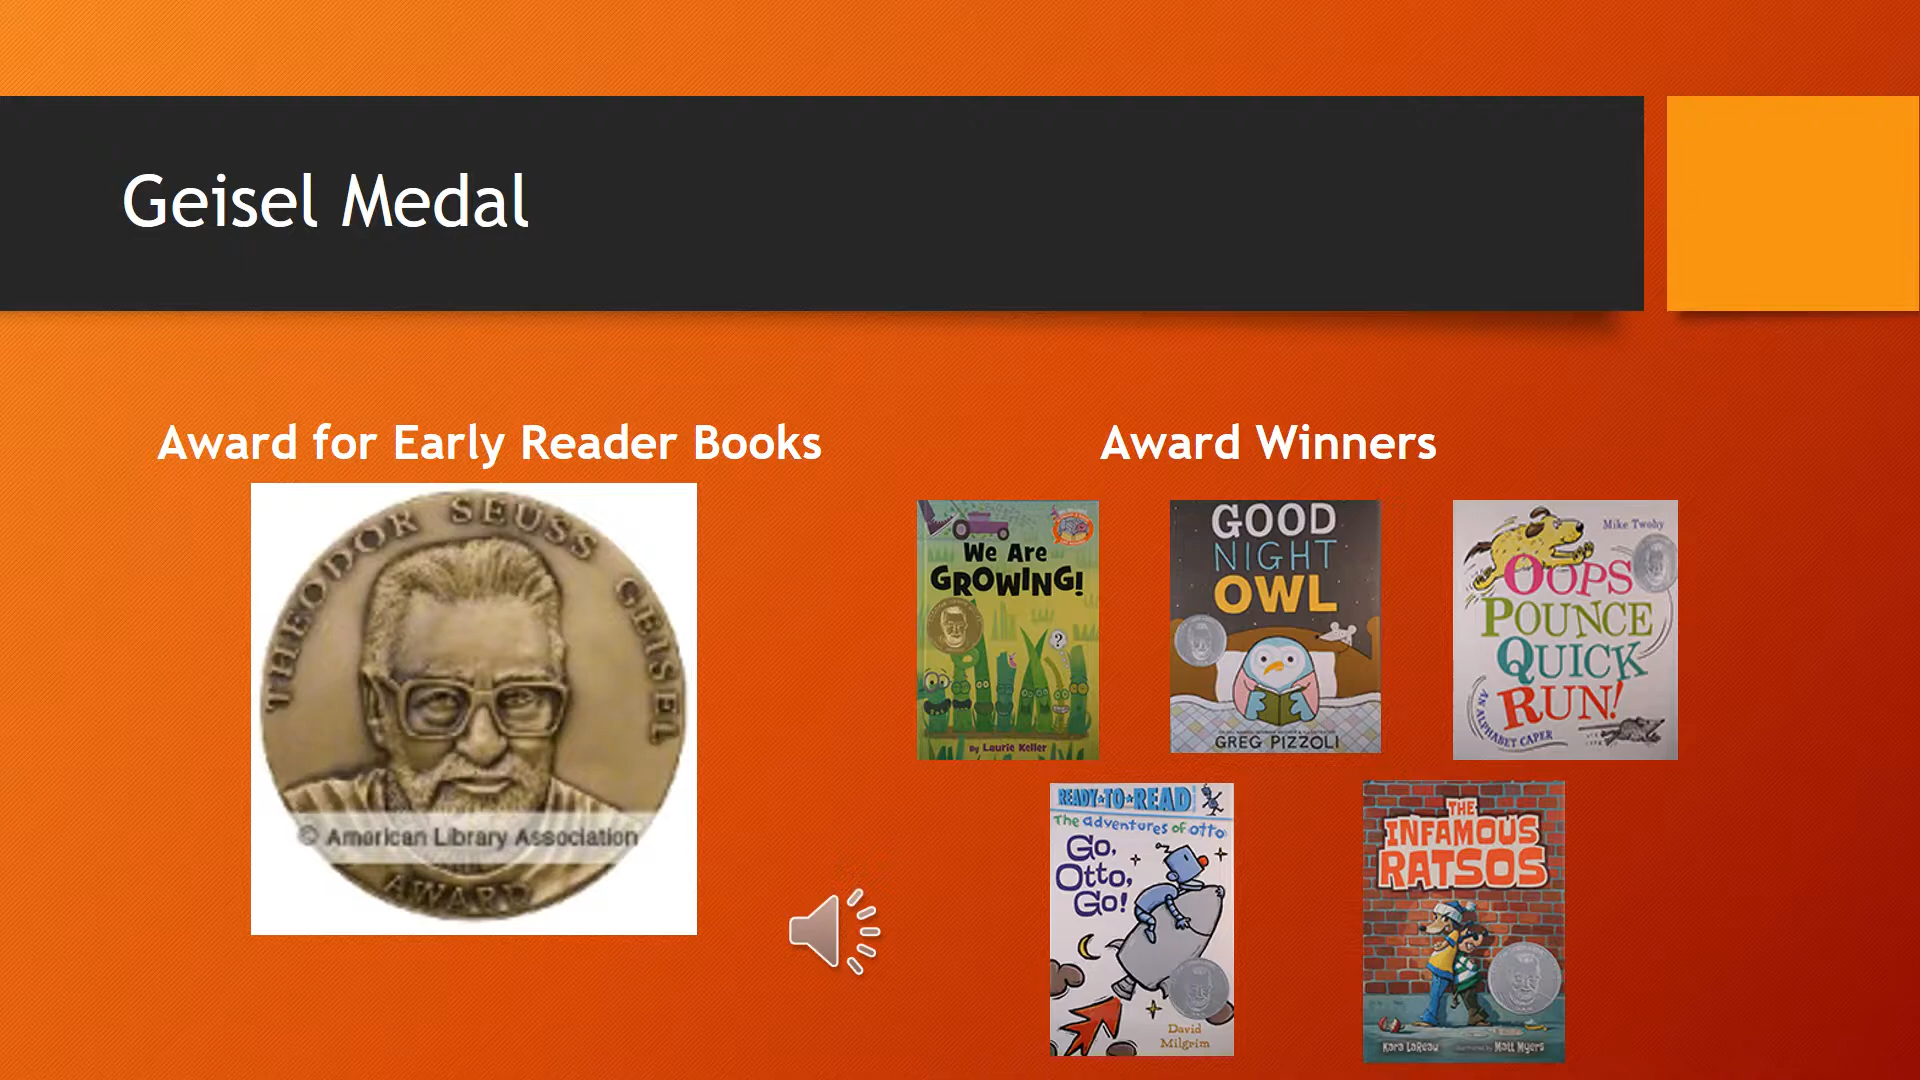 Geisel Medal
Award for Early Reader Books
THEODOR SEUSS GEISEL
© American Library Association
AWARD
Award Winners
We Are
GROWING!
?
By Laurie Keller
GOOD
NIGHT
OWL
GREG PIZZOLI
Mike Twohy
OOPS
POUNCE
QUICK
RUN!
AN ALPHABET CAPER
READY•TO•READ
The adventures of otto
Go,
Otto,
Go!
David
Milgrim
THE
INFAMOUS
RATSOS
Kara LaReau
Matt Myers